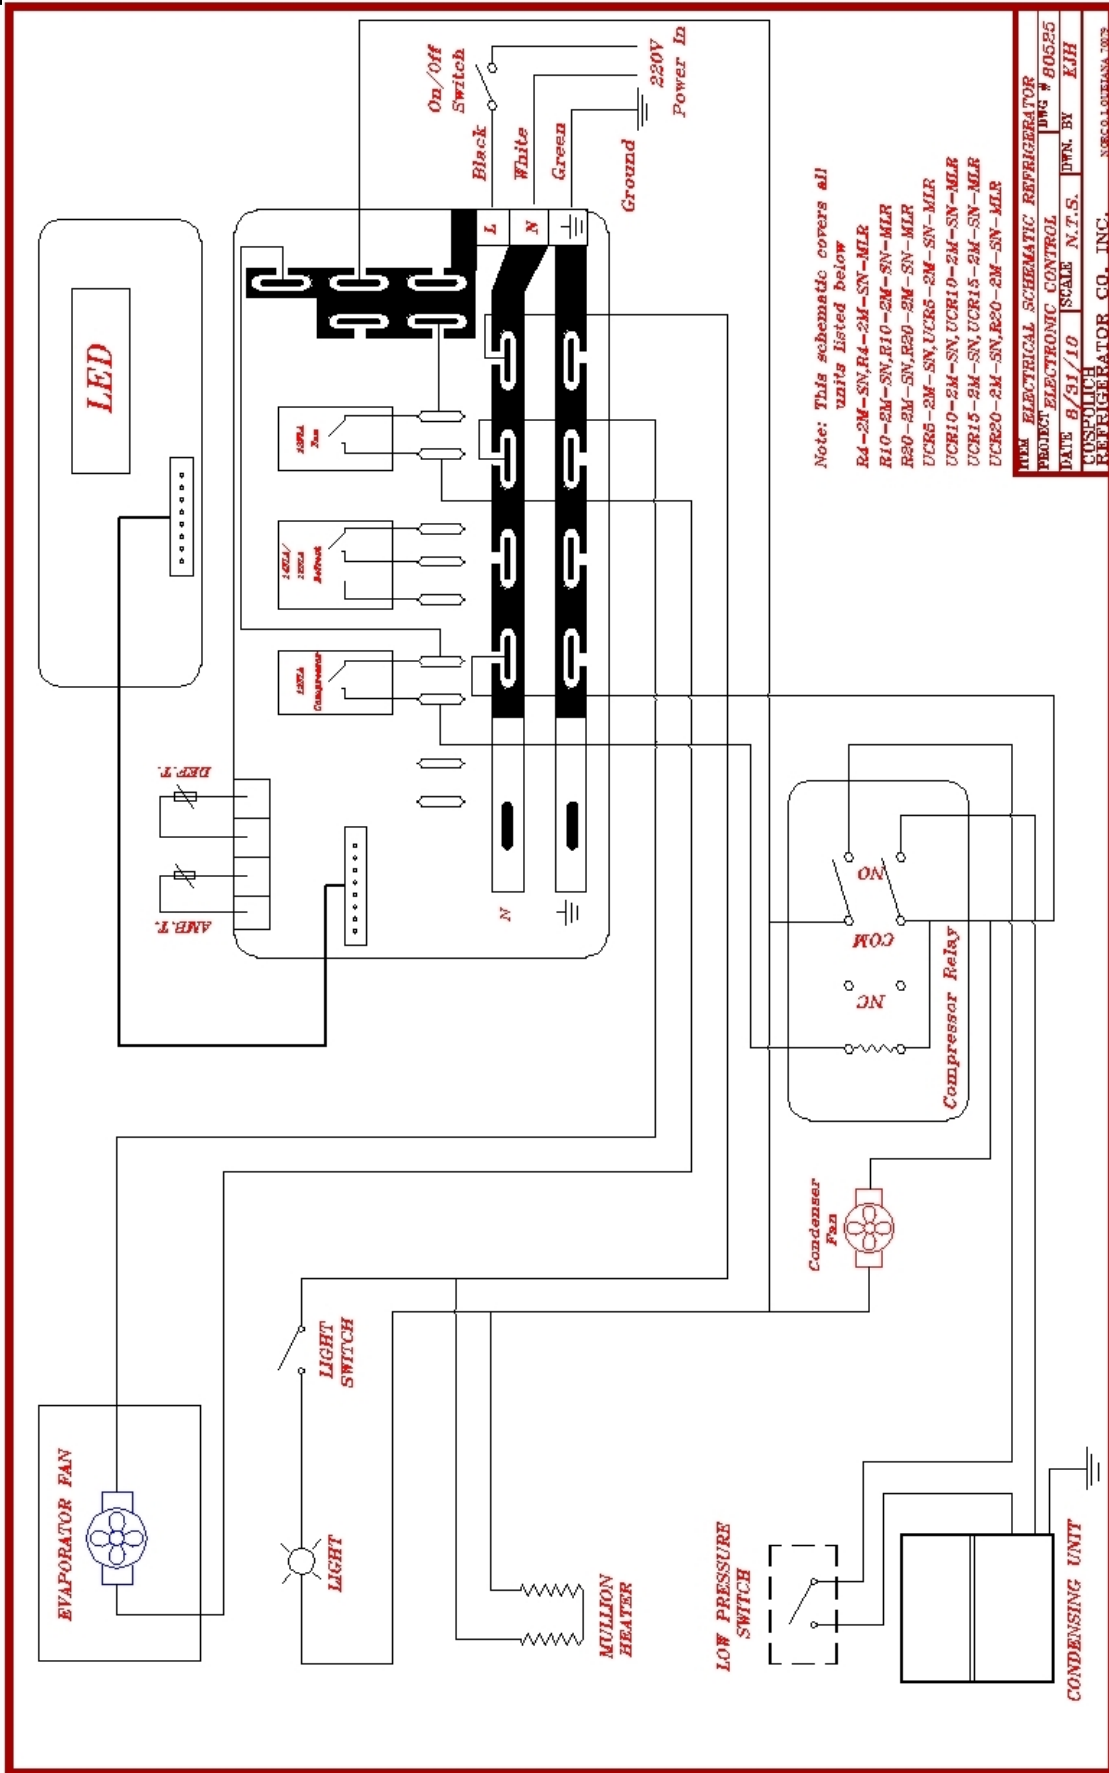 LED
On/Off
Switch
Black
White
Green
Ground
220V
Power In
L
N
Fan
Defrost
Compressor
DEF.T.
AMB.T.
N
NO
COM
NC
Compressor Relay
Condenser
Fan
EVAPORATOR FAN
LIGHT
SWITCH
LIGHT
MULLION
HEATER
LOW PRESSURE
SWITCH
CONDENSING UNIT
Note: This schematic covers all
units listed below
R4-2M-SN,R4-2M-SN-MLR
R10-2M-SN,R10-2M-SN-MLR
R20-2M-SN,R20-2M-SN-MLR
UCR5-2M-SN,UCR5-2M-SN-MLR
UCR10-2M-SN,UCR10-2M-SN-MLR
UCR15-2M-SN,UCR15-2M-SN-MLR
UCR20-2M-SN,R20-2M-SN-MLR
ITEM ELECTRICAL SCHEMATIC REFRIGERATOR
PROJECT ELECTRONIC CONTROL DWG # 80525
DATE 8/31/10 SCALE N.T.S. DWN. BY KJH
COSPOLICH
REFRIGERATOR CO. INC.
NORCO, LOUISIANA 70079